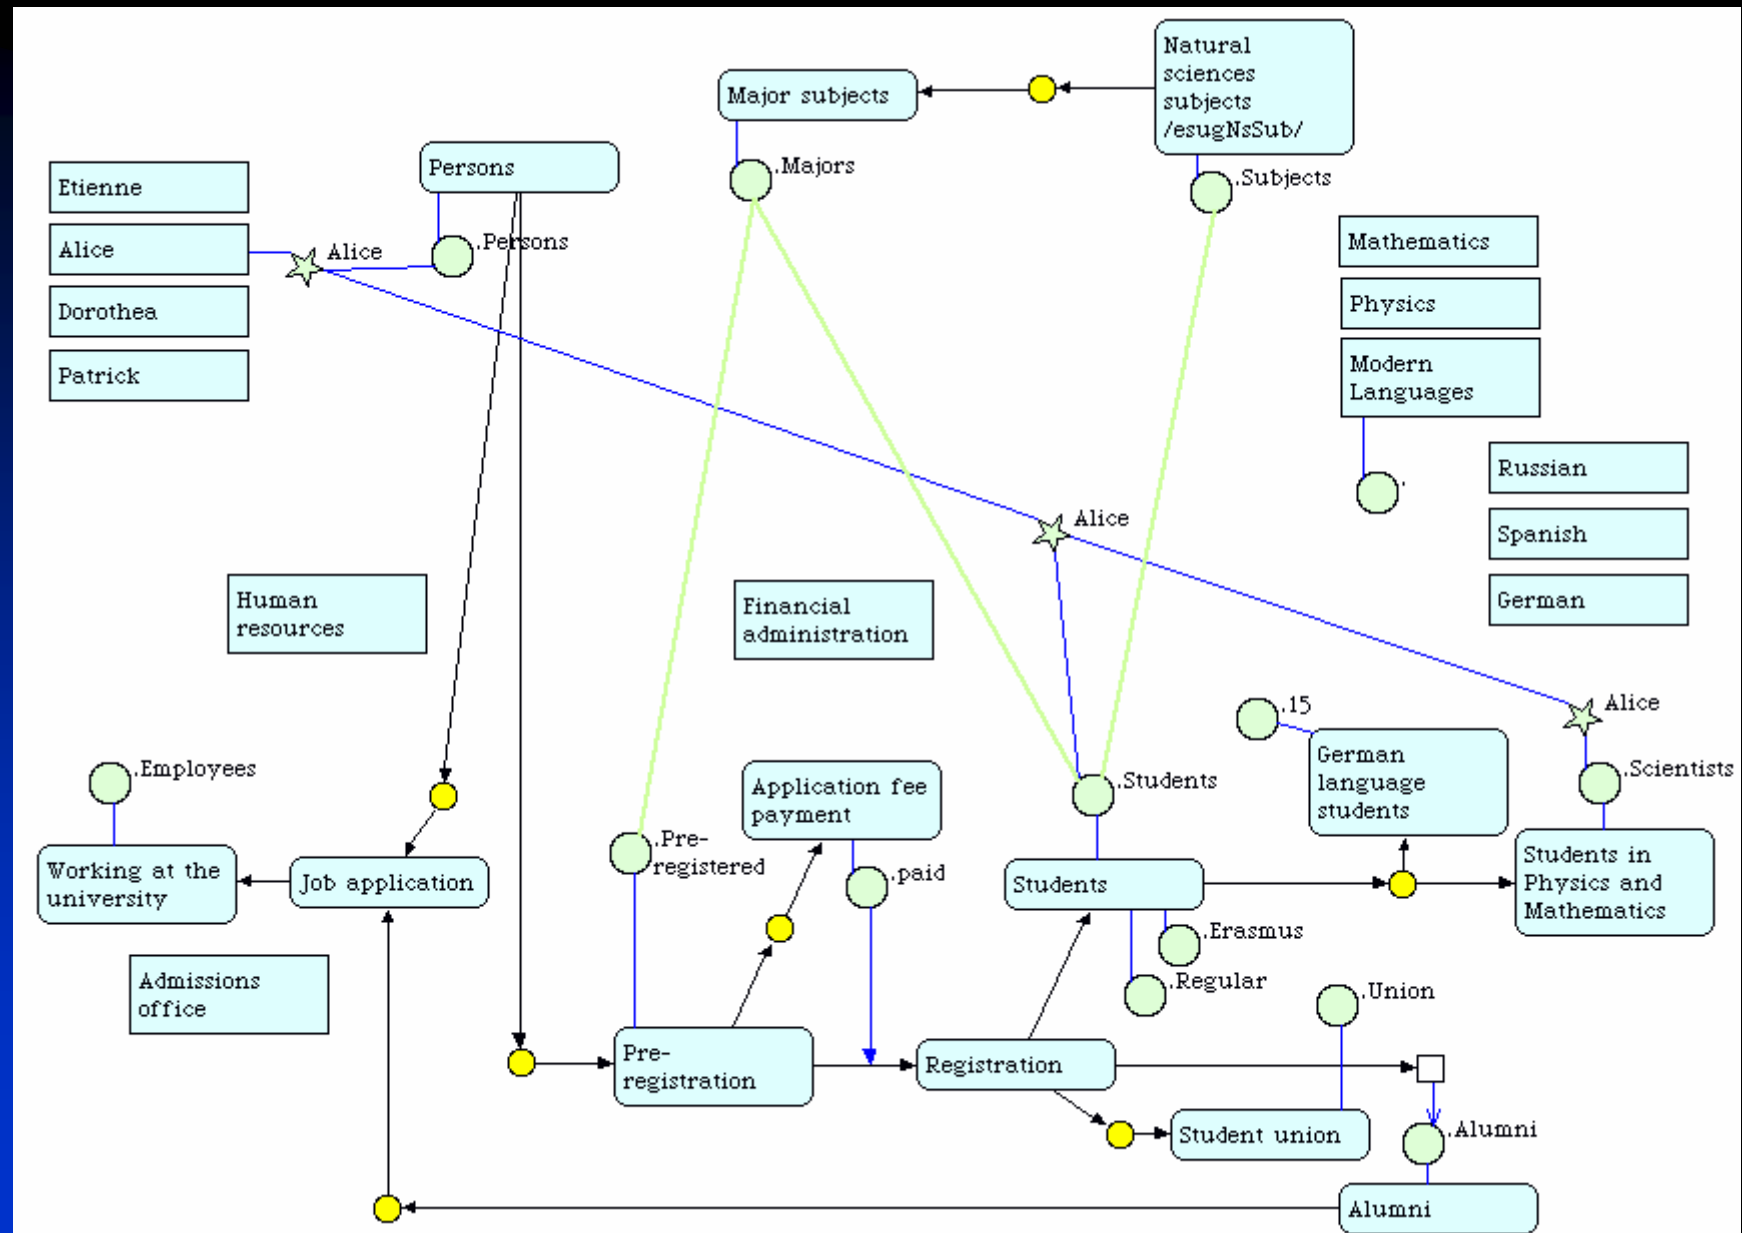 Natural
sciences
subjects
/esugNsSub/
Major subjects
.Majors
.Subjects
Persons
.Persons
Etienne
Alice
Alice
Dorothea
Patrick
Mathematics
Physics
Modern
Languages
.
Russian
Spanish
German
Alice
Human
resources
Financial
administration
.15
Alice
German
language
students
.Scientists
.Employees
Application fee
payment
.Students
.Pre-
registered
.paid
Working at the
university
Job application
Students
Students in
Physics and
Mathematics
.Erasmus
.Regular
Admissions
office
.Union
Pre-
registration
Registration
Student union
.Alumni
Alumni